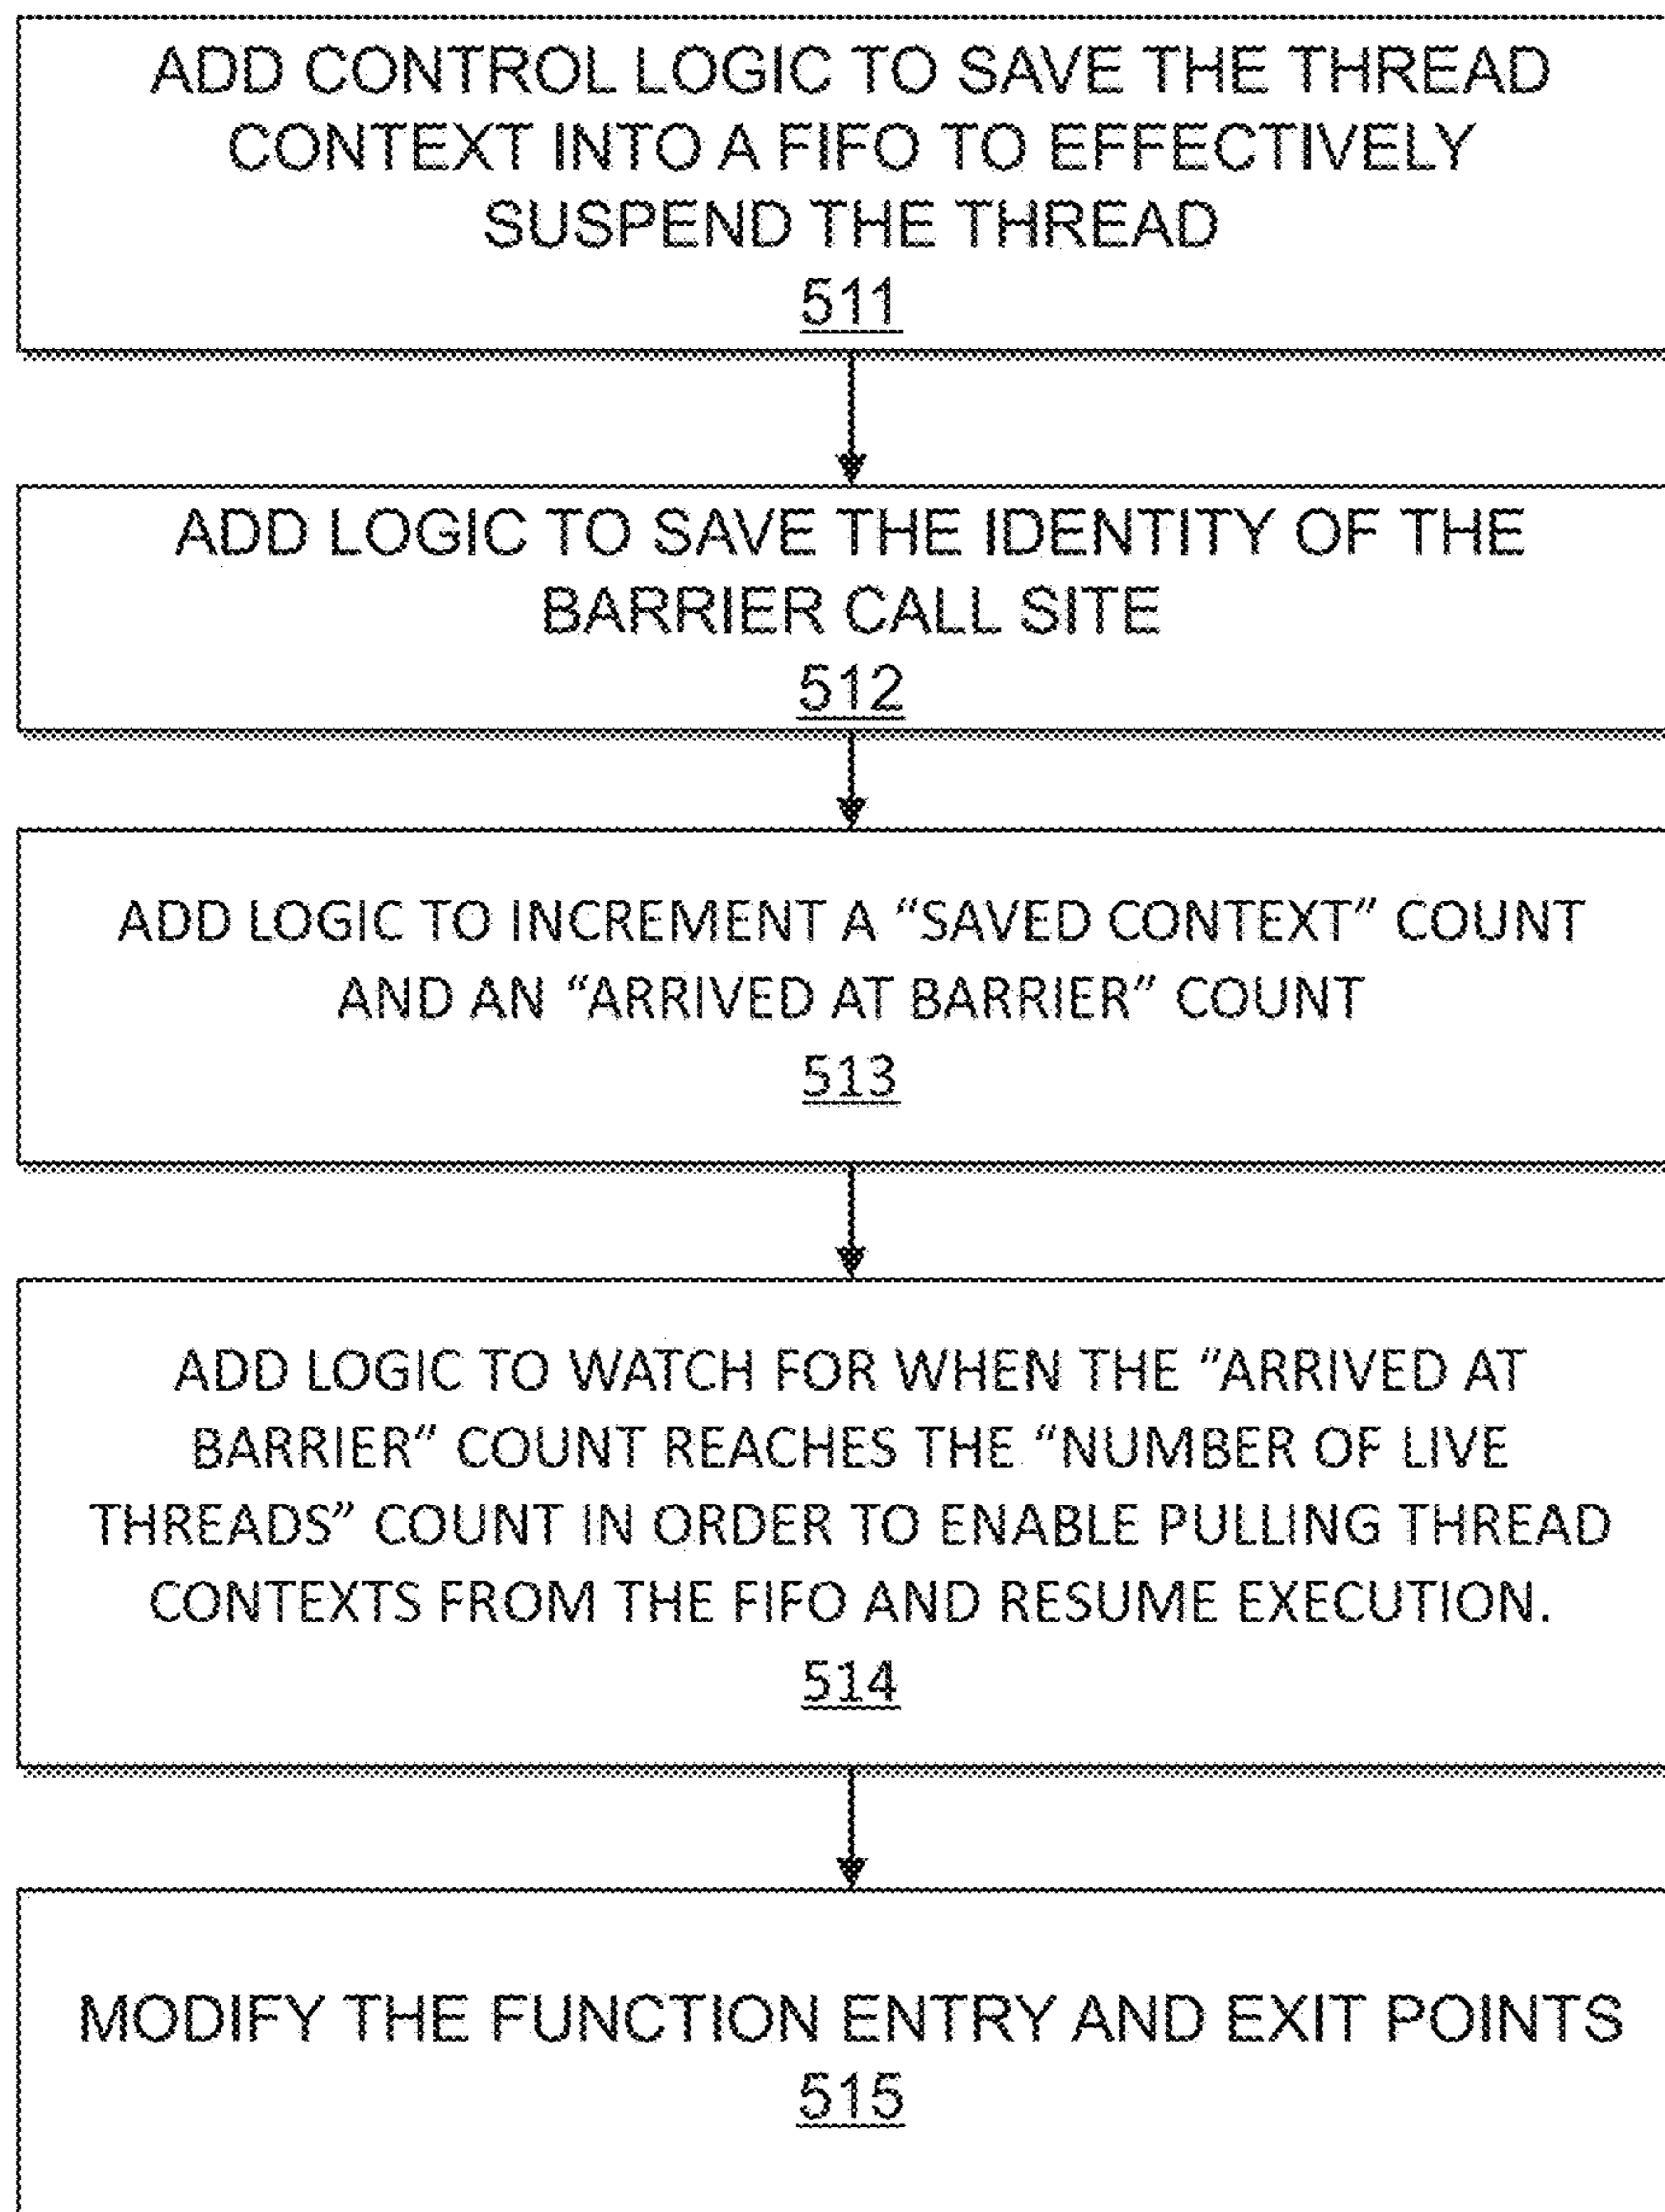 ADD CONTROL LOGIC TO SAVE THE THREAD
CONTEXT INTO A FIFO TO EFFECTIVELY
SUSPEND THE THREAD
511
ADD LOGIC TO SAVE THE IDENTITY OF THE
BARRIER CALL SITE
512
ADD LOGIC TO INCREMENT A “SAVED CONTEXT” COUNT
AND AN “ARRIVED AT BARRIER” COUNT
513
ADD LOGIC TO WATCH FOR WHEN THE “ARRIVED AT
BARRIER” COUNT REACHES THE “NUMBER OF LIVE
THREADS” COUNT IN ORDER TO ENABLE PULLING THREAD
CONTEXTS FROM THE FIFO AND RESUME EXECUTION.
514
MODIFY THE FUNCTION ENTRY AND EXIT POINTS
515